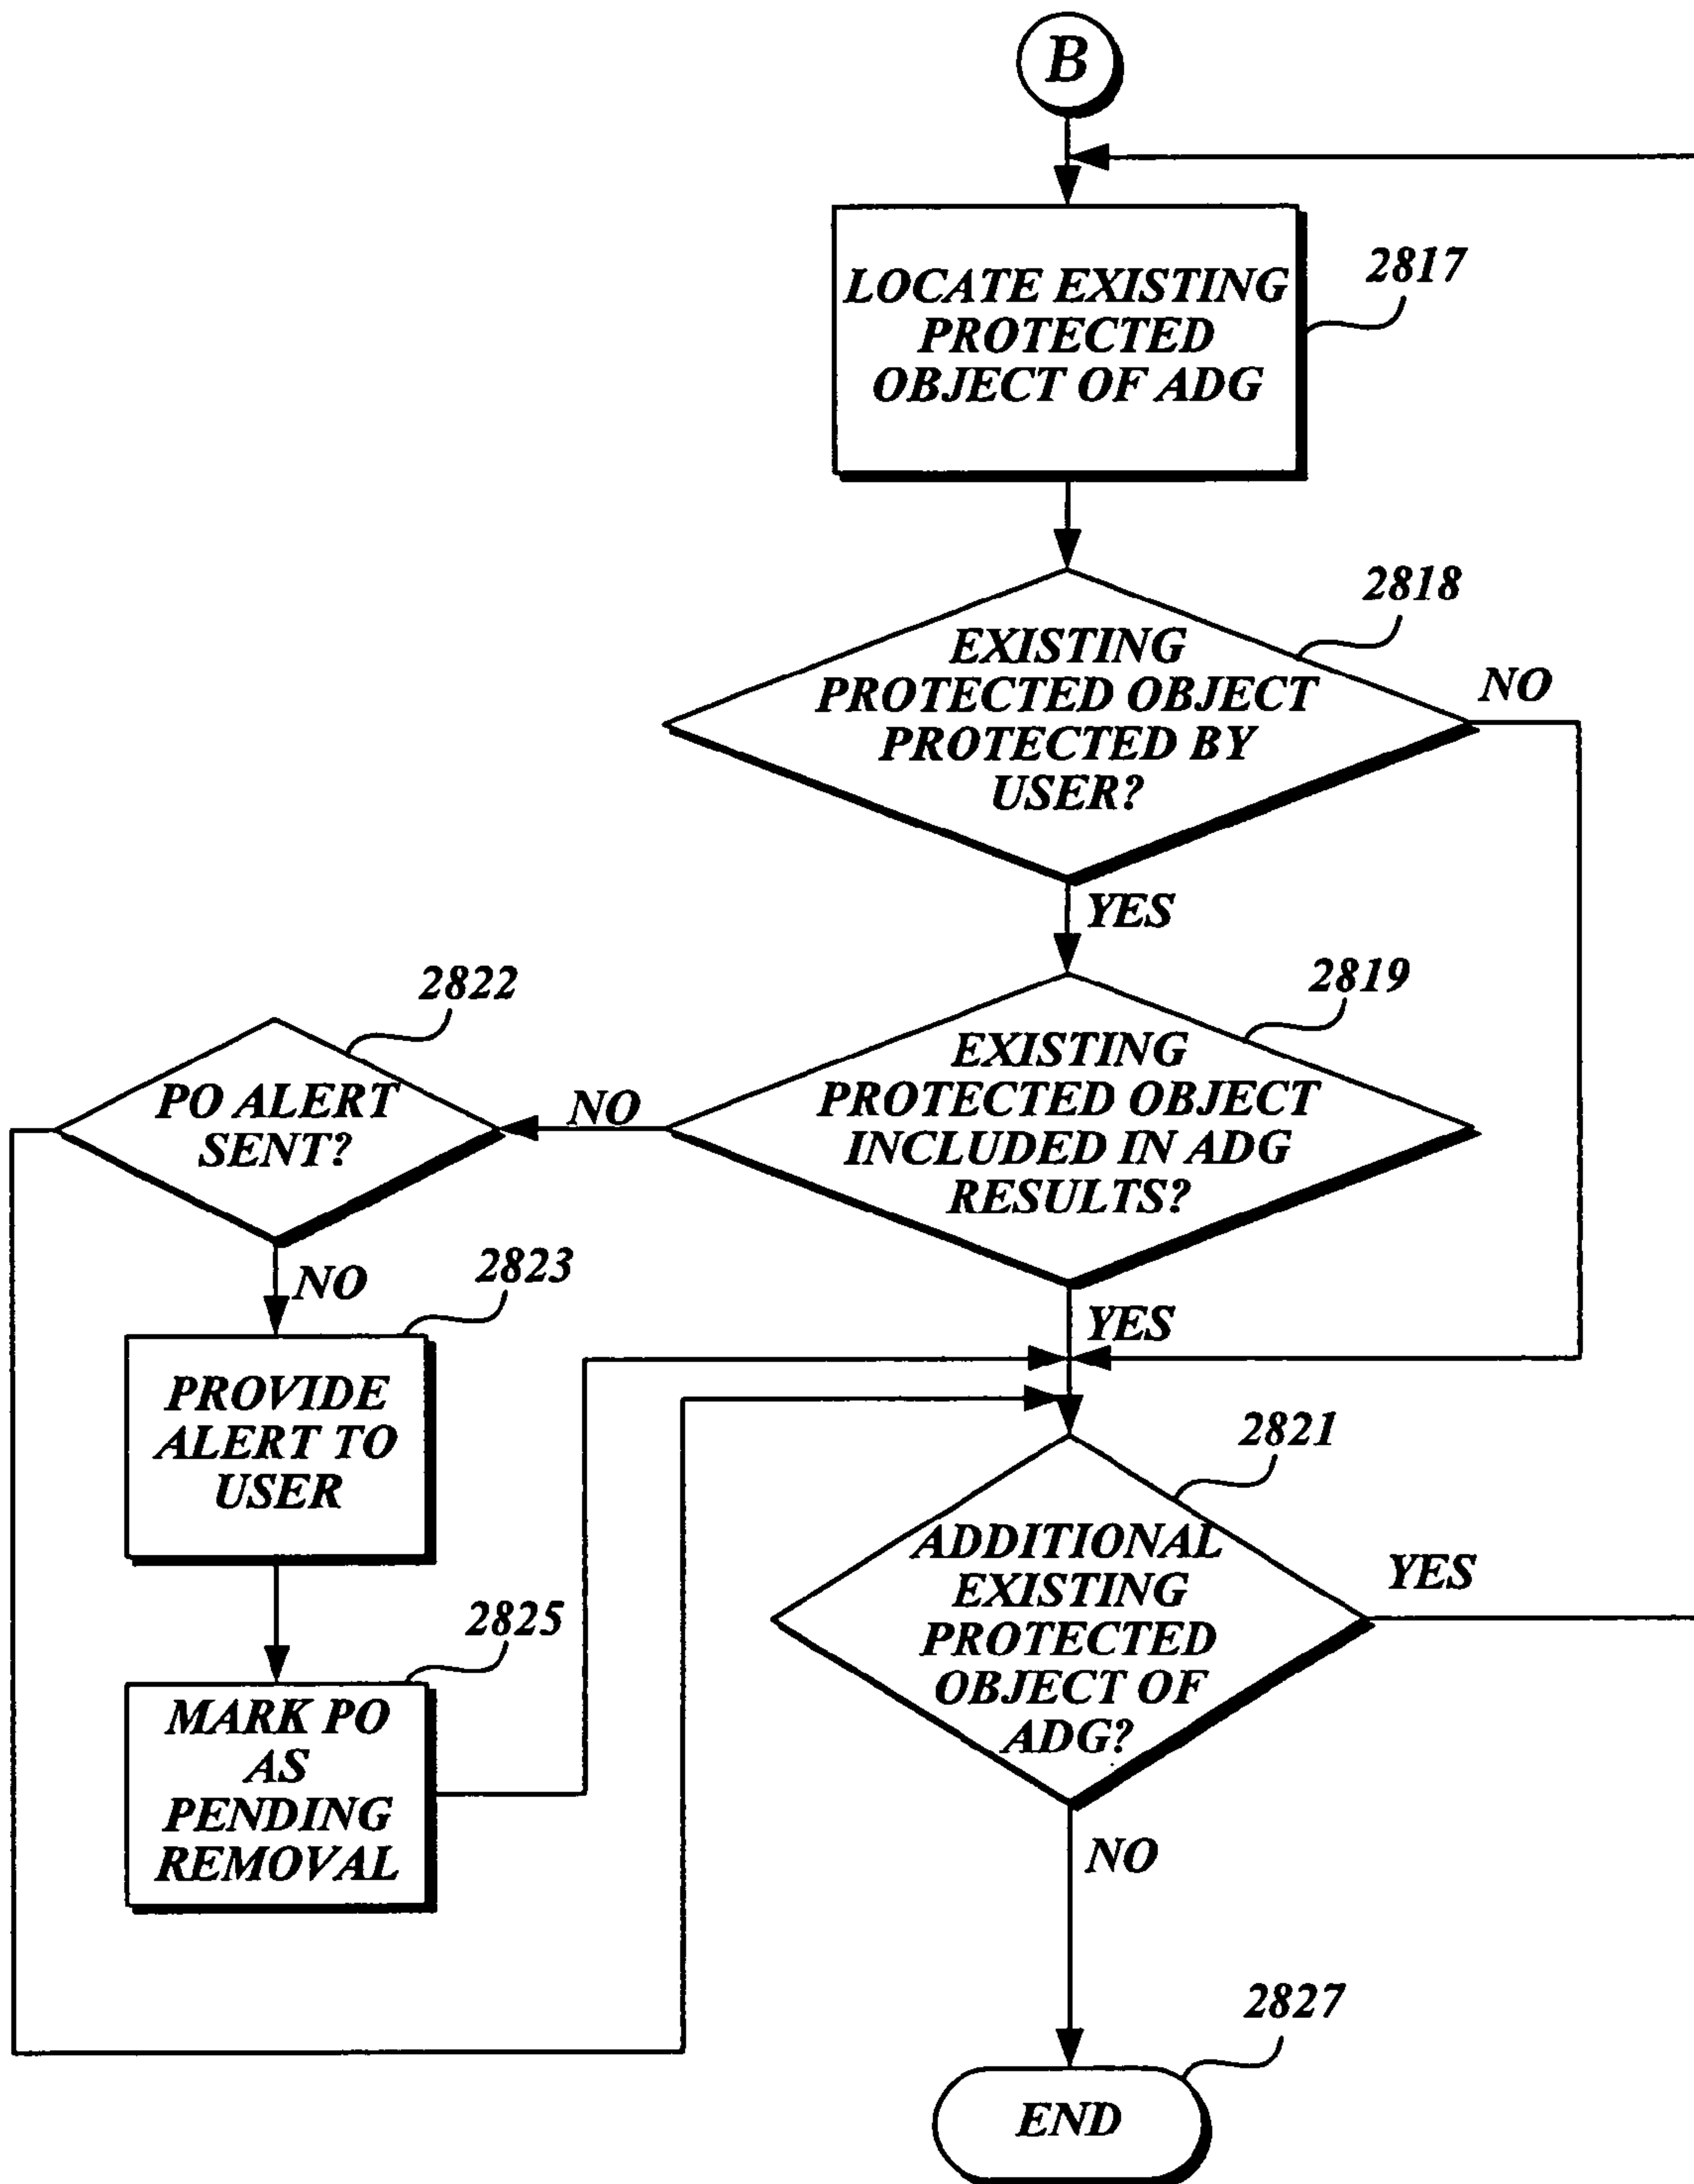 B
LOCATE EXISTING
PROTECTED
OBJECT OF ADG
2817
EXISTING
PROTECTED OBJECT
PROTECTED BY
USER?
2818
NO
YES
EXISTING
PROTECTED OBJECT
INCLUDED IN ADG
RESULTS?
2819
NO
YES
PO ALERT
SENT?
2822
NO
PROVIDE
ALERT TO
USER
2823
MARK PO
AS
PENDING
REMOVAL
2825
ADDITIONAL
EXISTING
PROTECTED
OBJECT OF
ADG?
2821
YES
NO
END
2827